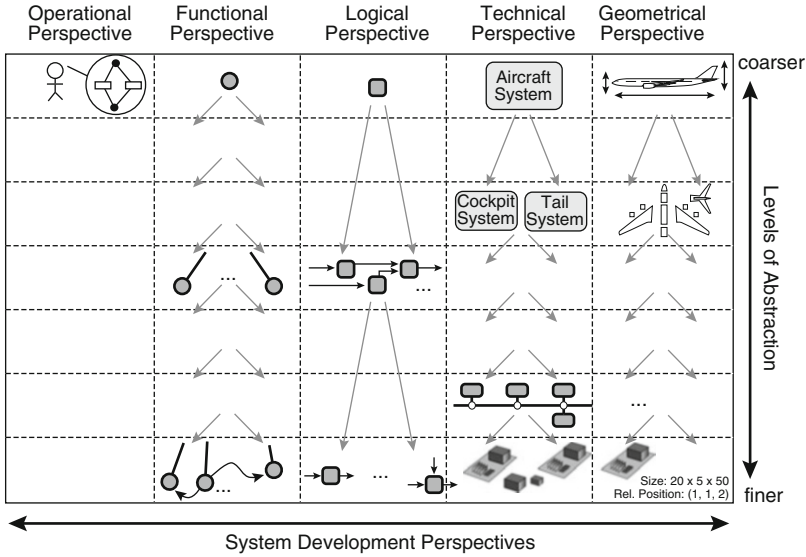 Operational
Perspective
Functional
Perspective
Logical
Perspective
Technical
Perspective
Geometrical
Perspective
coarser
Aircraft
System
Cockpit
System
Tail
System
Levels of Abstraction
...
...
...
...
...
Size: 20 x 5 x 50
Rel. Position: (1, 1, 2)
finer
System Development Perspectives